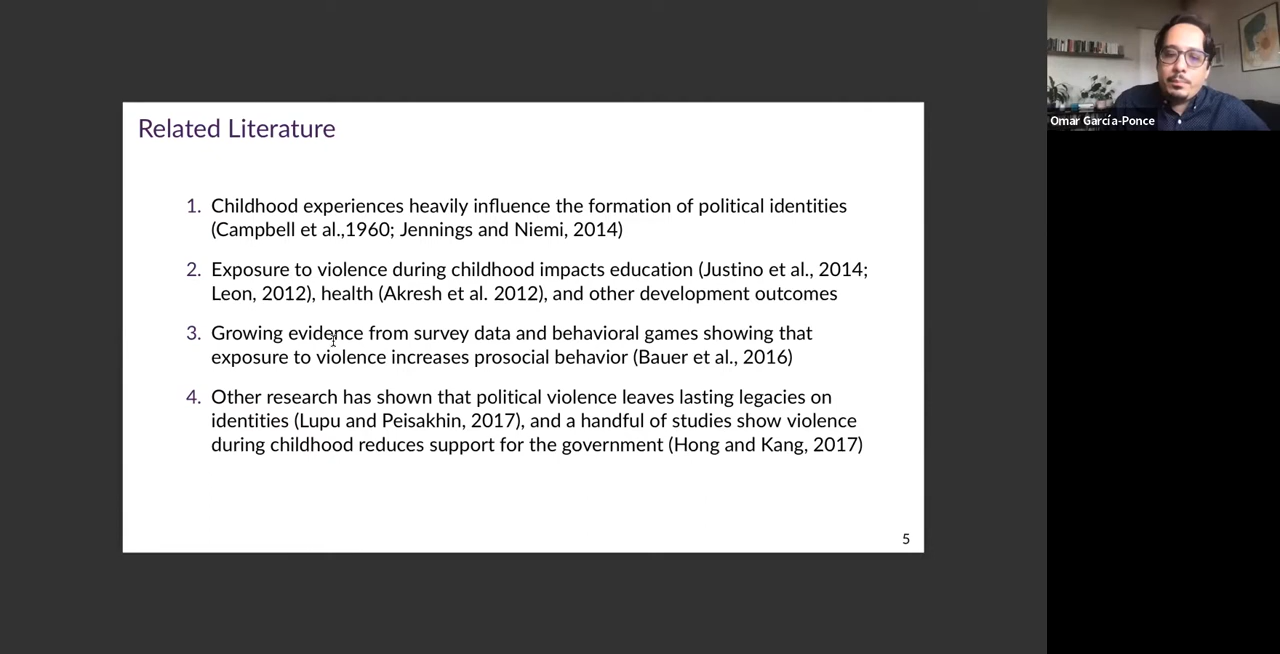 Related Literature
1. Childhood experiences heavily influence the formation of political identities
(Campbell et al.,1960; Jennings and Niemi, 2014)
2. Exposure to violence during childhood impacts education (Justino et al., 2014;
Leon, 2012), health (Akresh et al. 2012), and other development outcomes
3. Growing evidence from survey data and behavioral games showing that
exposure to violence increases prosocial behavior (Bauer et al., 2016)
4. Other research has shown that political violence leaves lasting legacies on
identities (Lupu and Peisakhin, 2017), and a handful of studies show violence
during childhood reduces support for the government (Hong and Kang, 2017)
5
Omar García-Ponce